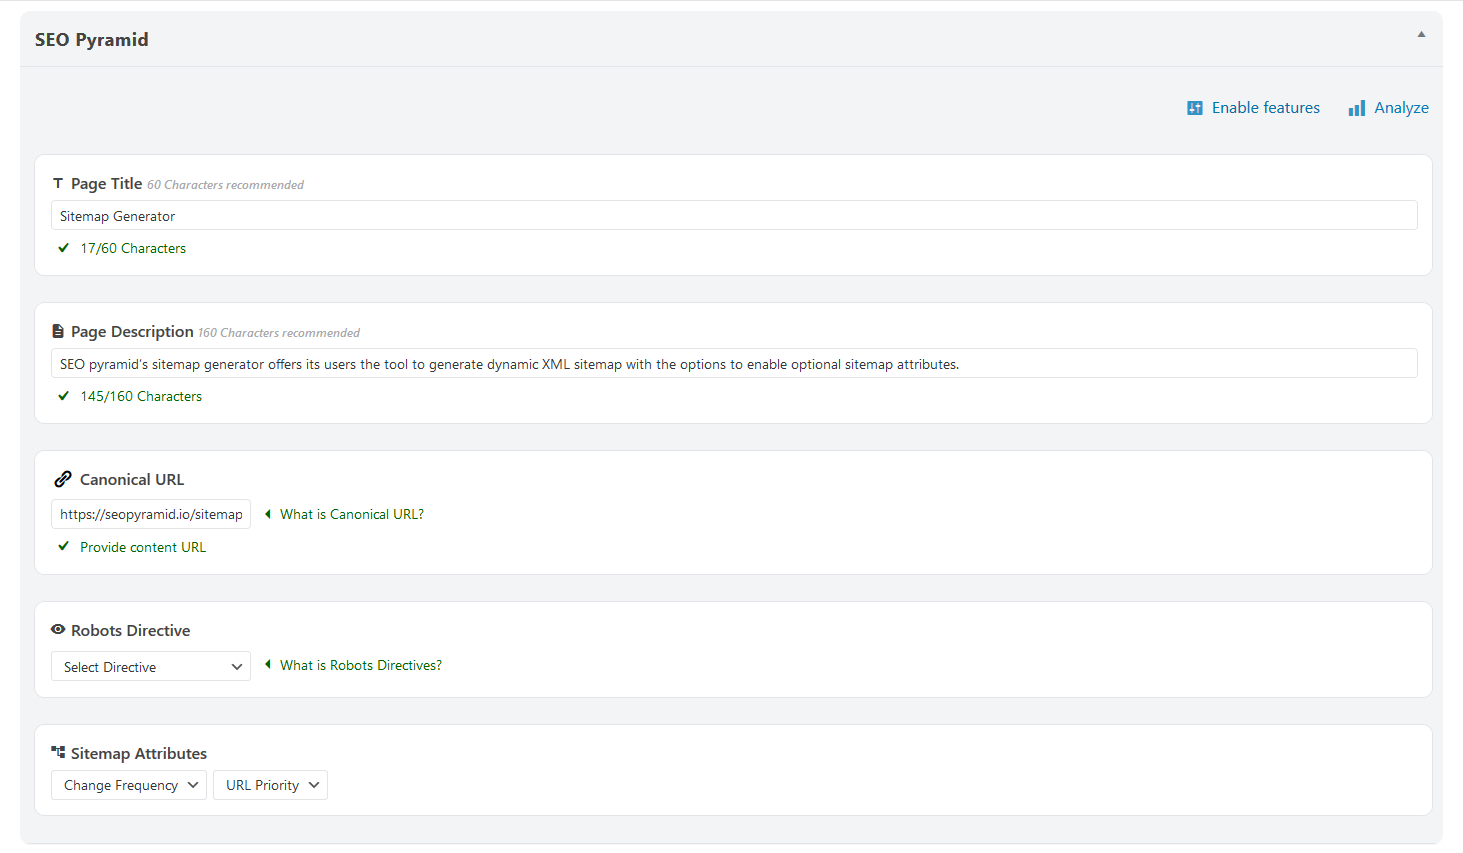 SEO Pyramid
Enable features Analyze
Page Title 60 Characters recommended
Sitemap Generator
17/60 Characters
Page Description 160 Characters recommended
SEO pyramid's sitemap generator offers its users the tool to generate dynamic XML sitemap with the options to enable optional sitemap attributes.
145/160 Characters
Canonical URL
https://seopyramid.io/sitemap What is Canonical URL?
Provide content URL
Robots Directive
Select Directive What is Robots Directives?
Sitemap Attributes
Change Frequency URL Priority